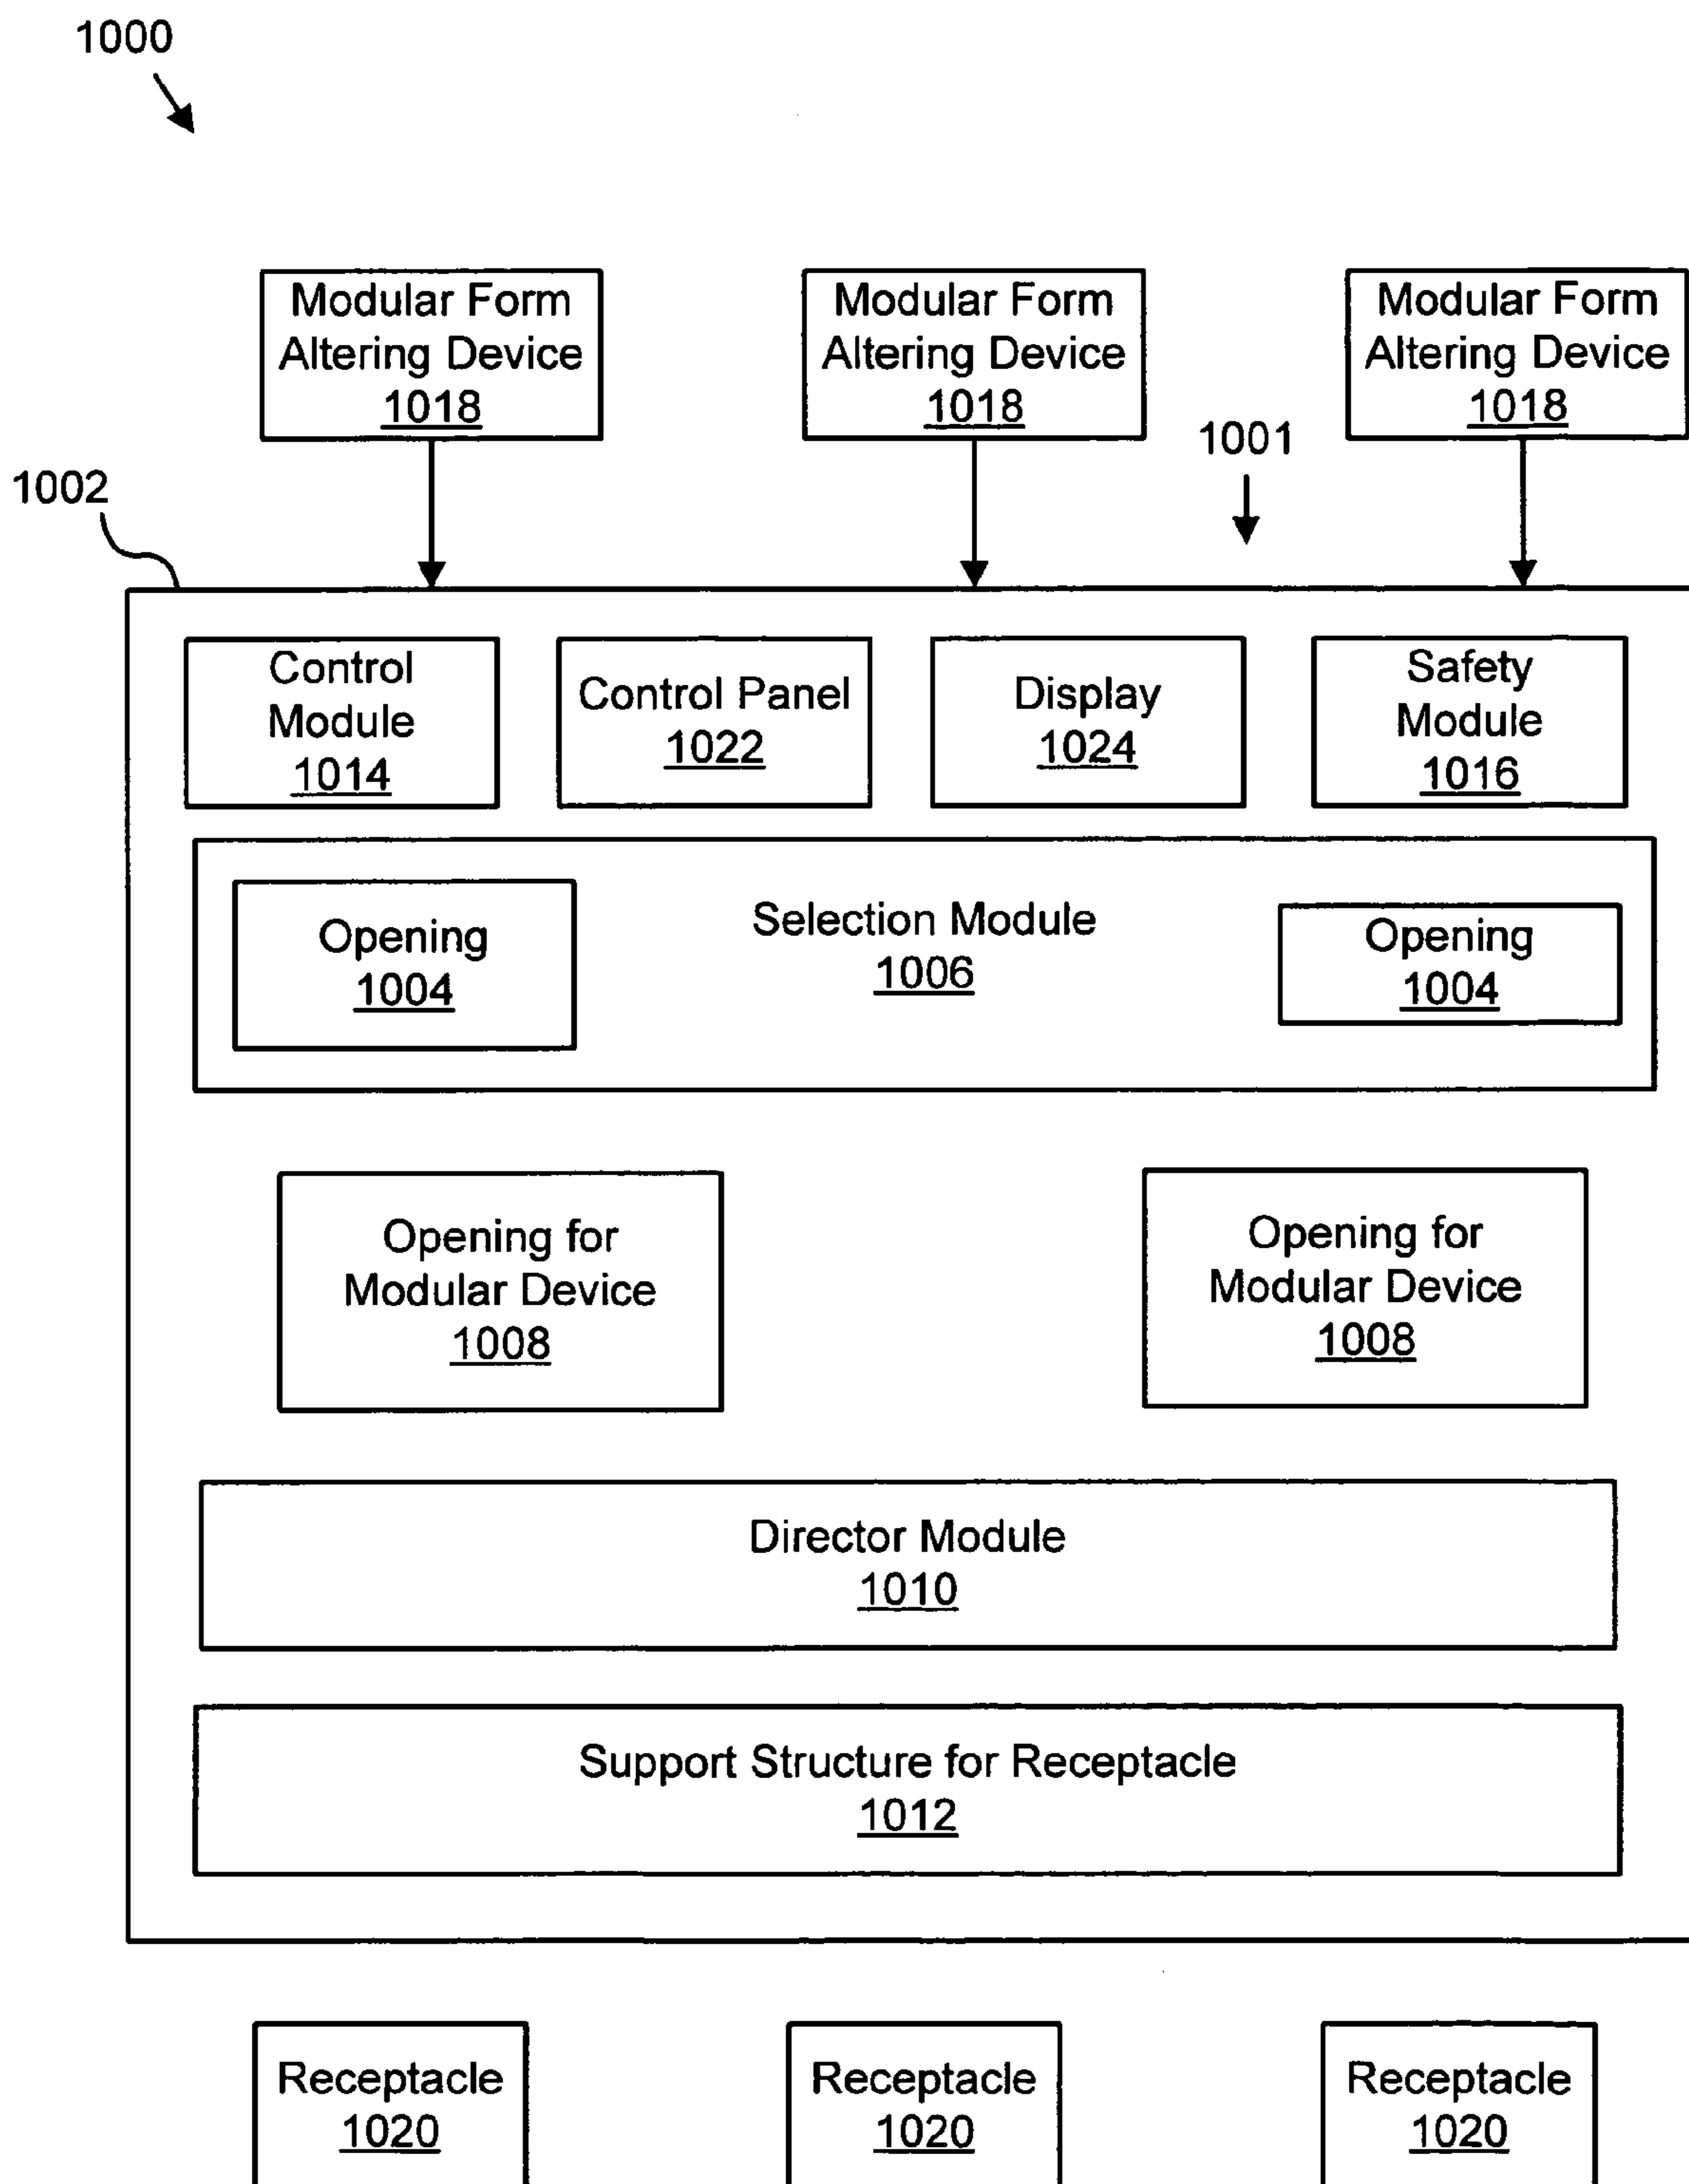 1000
Modular Form
Altering Device
1018
Modular Form
Altering Device
1018
Modular Form
Altering Device
1018
1001
1002
Control
Module
1014
Control Panel
1022
Display
1024
Safety
Module
1016
Opening
1004
Selection Module
1006
Opening
1004
Opening for
Modular Device
1008
Opening for
Modular Device
1008
Director Module
1010
Support Structure for Receptacle
1012
Receptacle
1020
Receptacle
1020
Receptacle
1020